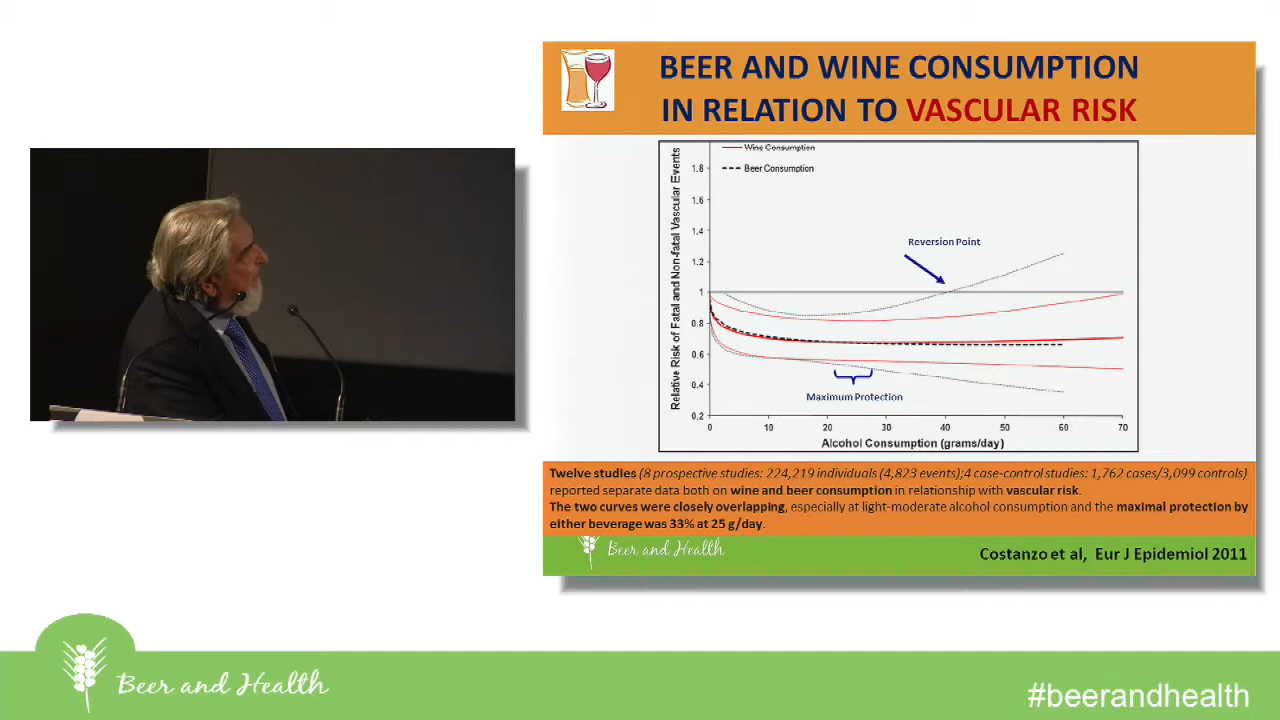 BEER AND WINE CONSUMPTION
IN RELATION TO VASCULAR RISK
Relative Risk of Fatal and Non-fatal Vascular Events
Wine Consumption
Beer Consumption
1.8
1.6
1.4
1.2
1
0.8
0.6
0.4
0.2
Reversion Point
Maximum Protection
0 10 20 30 40 50 60 70
Alcohol Consumption (grams/day)
Twelve studies (8 prospective studies: 224,219 individuals (4,823 events);4 case-control studies: 1,762 cases/3,099 controls)
reported separate data both on wine and beer consumption in relationship with vascular risk.
The two curves were closely overlapping, especially at light-moderate alcohol consumption and the maximal protection by
either beverage was 33% at 25 g/day.
Beer and Health
Costanzo et al, Eur J Epidemiol 2011
Beer and Health
#beerandhealth